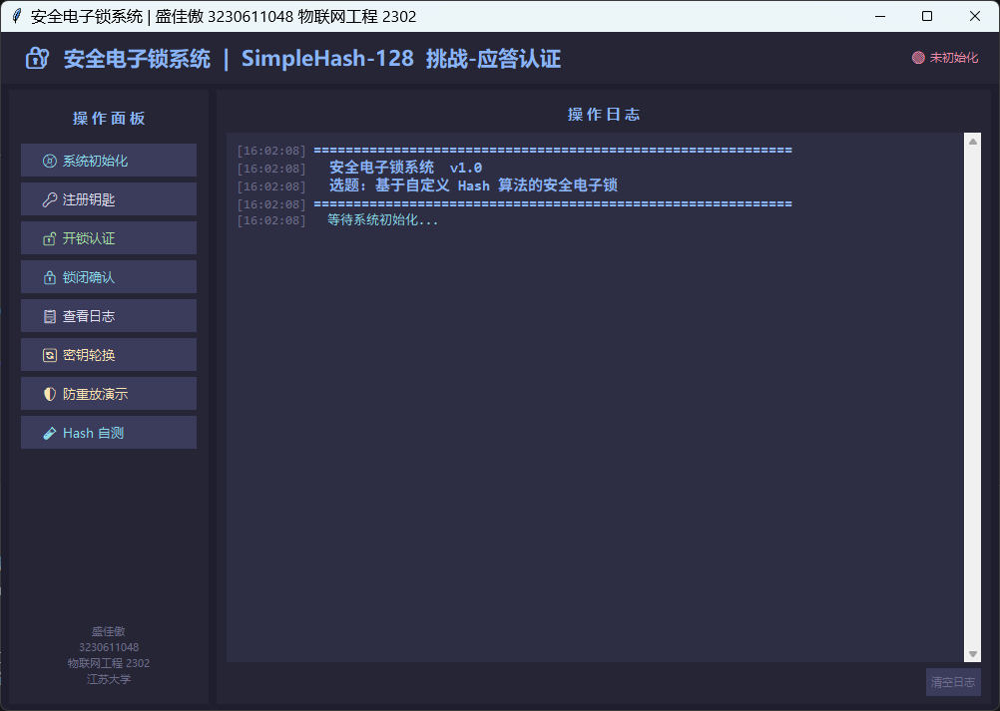 安全电子锁系统 | 盛佳傲 3230611048 物联网工程 2302
安全电子锁系统 | SimpleHash-128 挑战-应答认证
未初始化
操作面板
系统初始化
注册钥匙
开锁认证
锁闭确认
查看日志
密钥轮换
防重放演示
Hash 自测
盛佳傲
3230611048
物联网工程 2302
江苏大学
操作日志
[16:02:08] ============================================================
[16:02:08] 安全电子锁系统 v1.0
[16:02:08] 选题: 基于自定义 Hash 算法的安全电子锁
[16:02:08] ============================================================
[16:02:08] 等待系统初始化...
清空日志